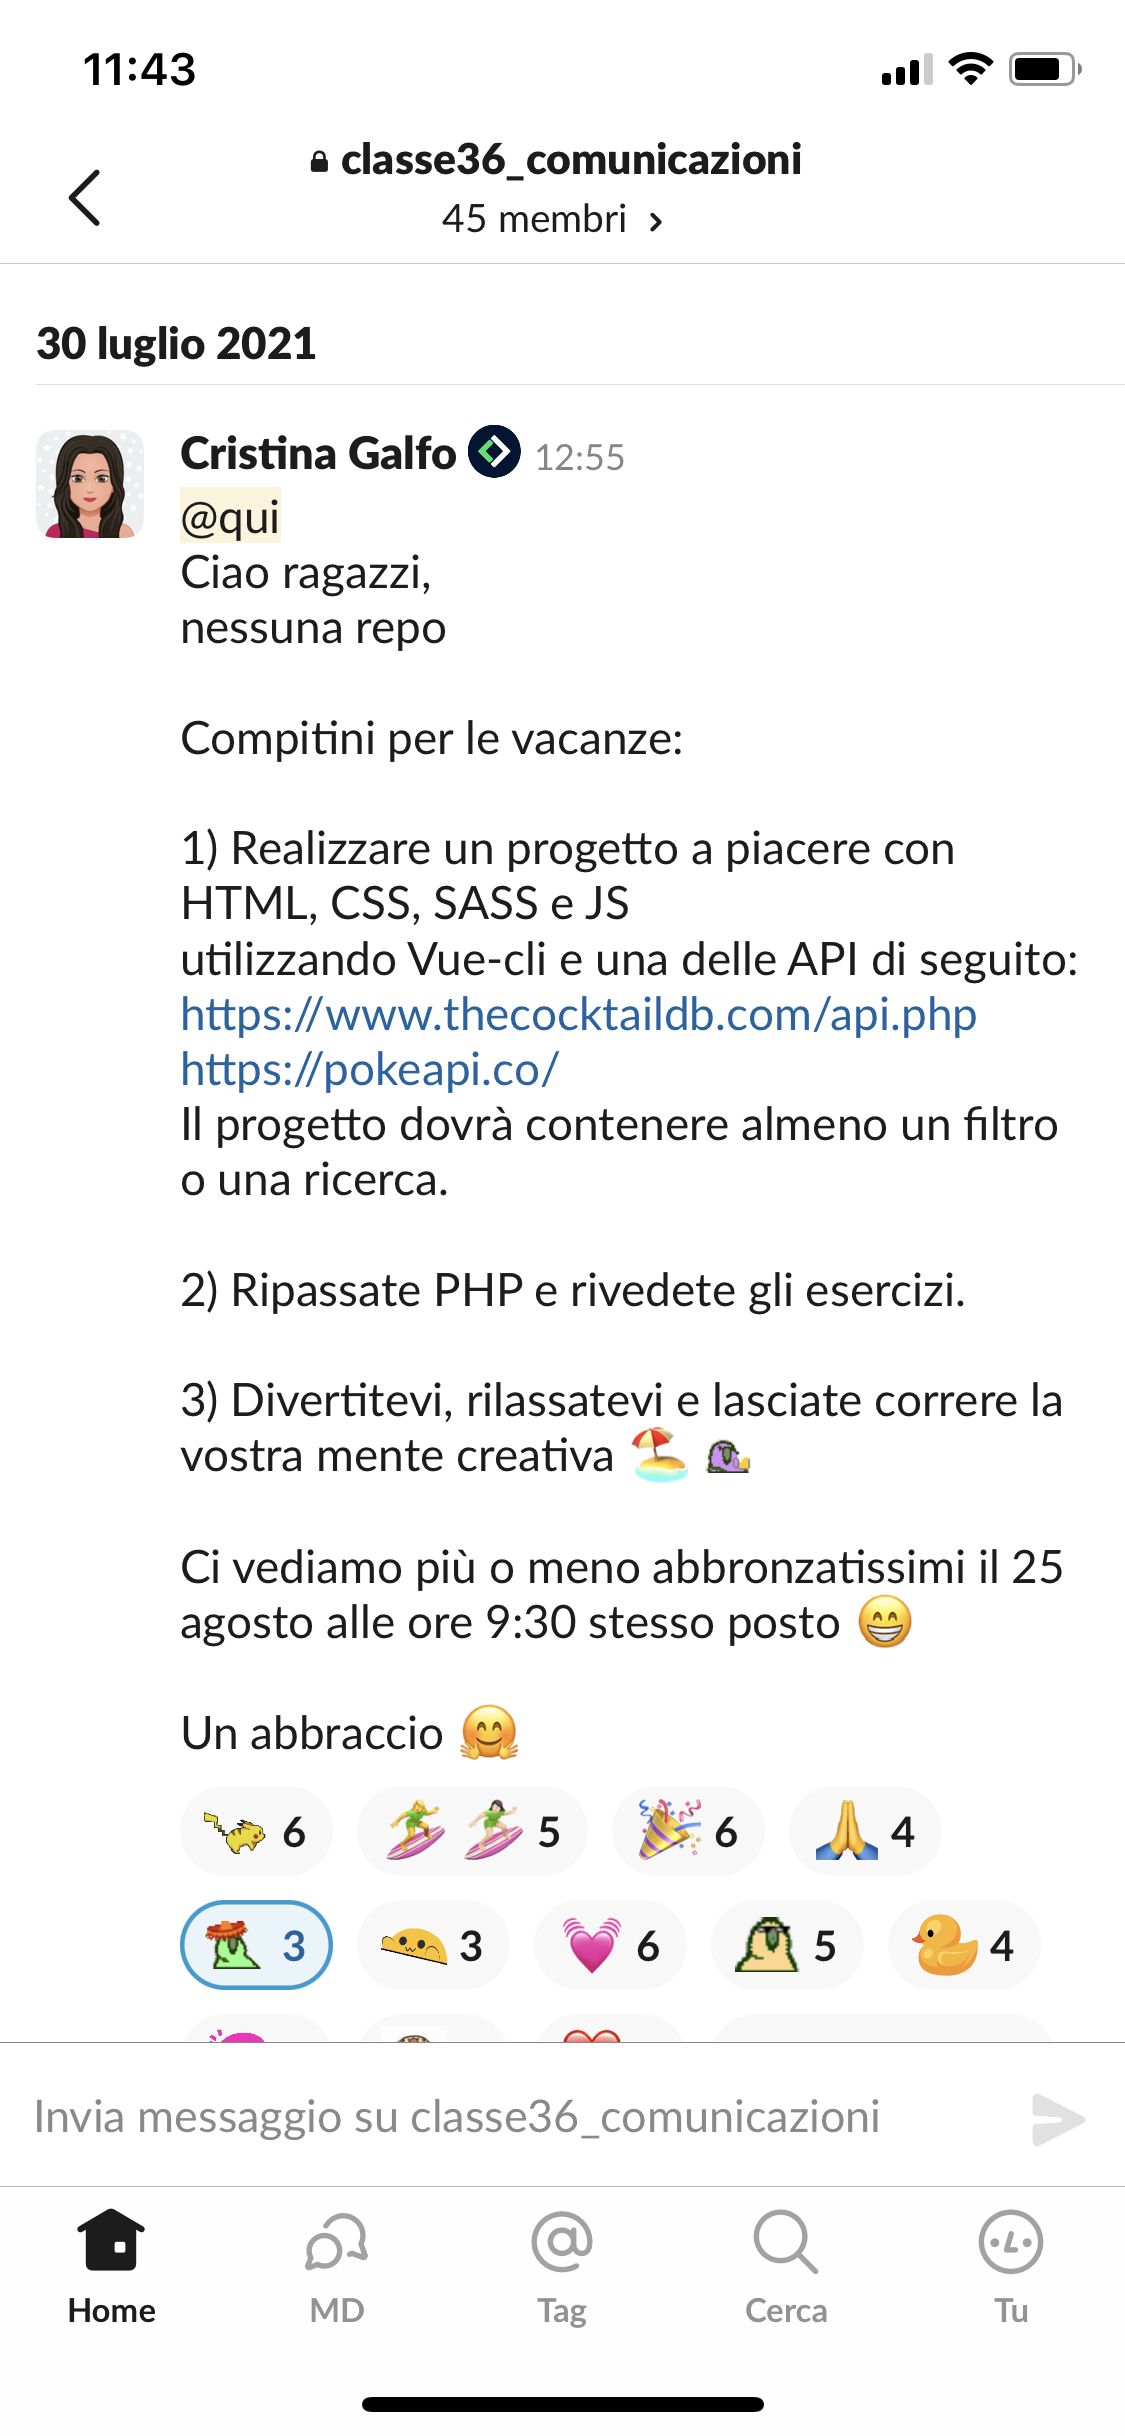 11:43
classe36_comunicazioni
45 membri
30 luglio 2021
Cristina Galfo 12:55
@qui
Ciao ragazzi,
nessuna repo
Compitini per le vacanze:
1) Realizzare un progetto a piacere con
HTML, CSS, SASS e JS
utilizzando Vue-cli e una delle API di seguito:
https://www.thecocktaildb.com/api.php
https://pokeapi.co/
Il progetto dovrà contenere almeno un filtro
o una ricerca.
2) Ripassate PHP e rivedete gli esercizi.
3) Divertitevi, rilassatevi e lasciate correre la
vostra mente creativa
Ci vediamo più o meno abbronzatissimi il 25
agosto alle ore 9:30 stesso posto
Un abbraccio
6 5 6 4
3 3 6 5 4
Invia messaggio su classe36_comunicazioni
Home MD Tag Cerca Tu